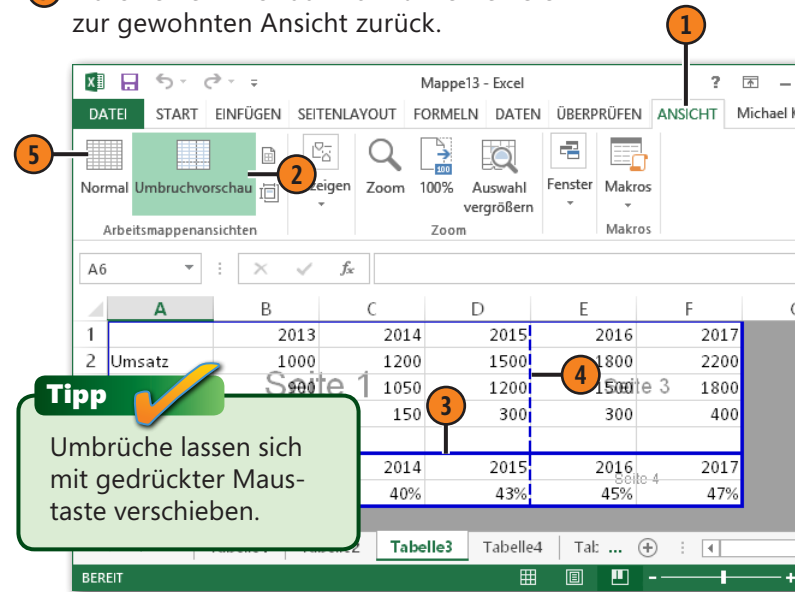 zur gewohnten Ansicht zurück.
1
Mappe13 - Excel ?
DATEI START EINFÜGEN SEITENLAYOUT FORMELN DATEN ÜBERPRÜFEN ANSICHT Michael
5
2
Normal Umbruchvorschau Zoom 100% Auswahl vergrößern Fenster Makros
Arbeitsmappenansichten Zoom Makros
A6 fx
A B C D E F
1 2013 2014 2015 2016 2017
2 Umsatz 1000 1200 1500 1800 2200
900 1050 1200 1500 1800
150 300 300 400
Seite 1
4
3
2014 2015 2016 2017
40% 43% 45% 47%
Seite 3
Seite 4
Tipp
Umbrüche lassen sich
mit gedrückter Maus-
taste verschieben.
Tabelle3 Tabelle4 ...
BEREIT